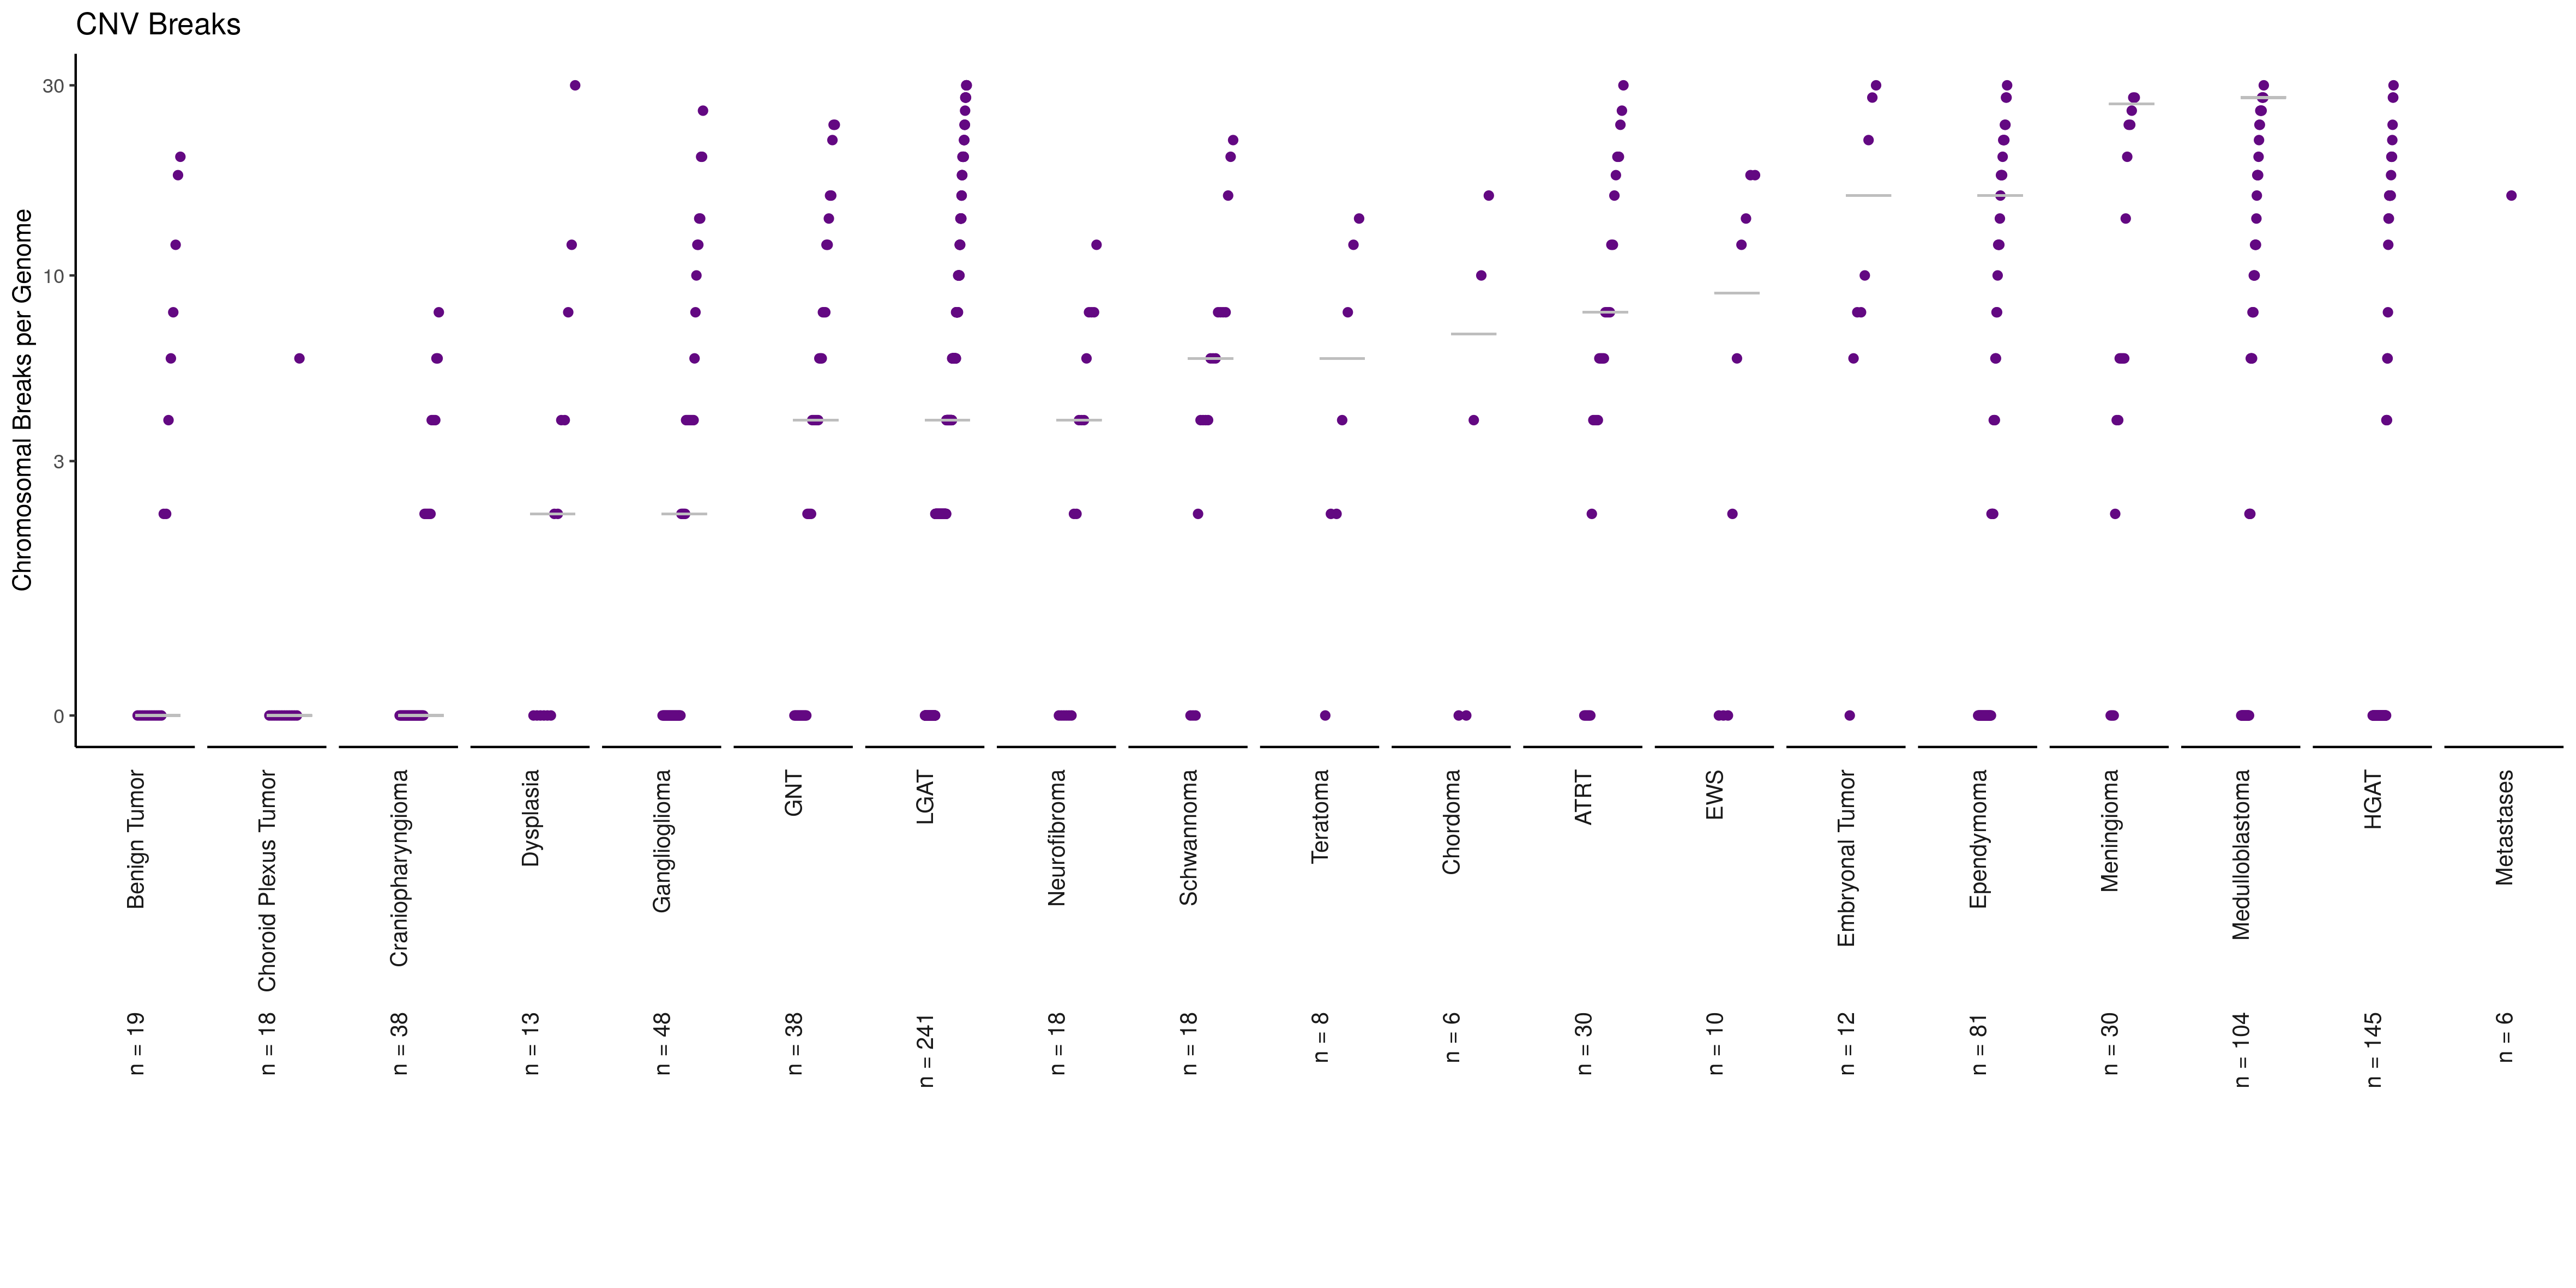 CNV Breaks
Chromosomal Breaks per Genome
30
10
3
0
Benign Tumor
Choroid Plexus Tumor
Craniopharyngioma
Dysplasia
Ganglioglioma
GNT
LGAT
Neurofibroma
Schwannoma
Teratoma
Chordoma
ATRT
EWS
Embryonal Tumor
Ependymoma
Meningioma
Medulloblastoma
HGAT
Metastases
n = 19
n = 18
n = 38
n = 13
n = 48
n = 38
n = 241
n = 18
n = 18
n = 8
n = 6
n = 30
n = 10
n = 12
n = 81
n = 30
n = 104
n = 145
n = 6